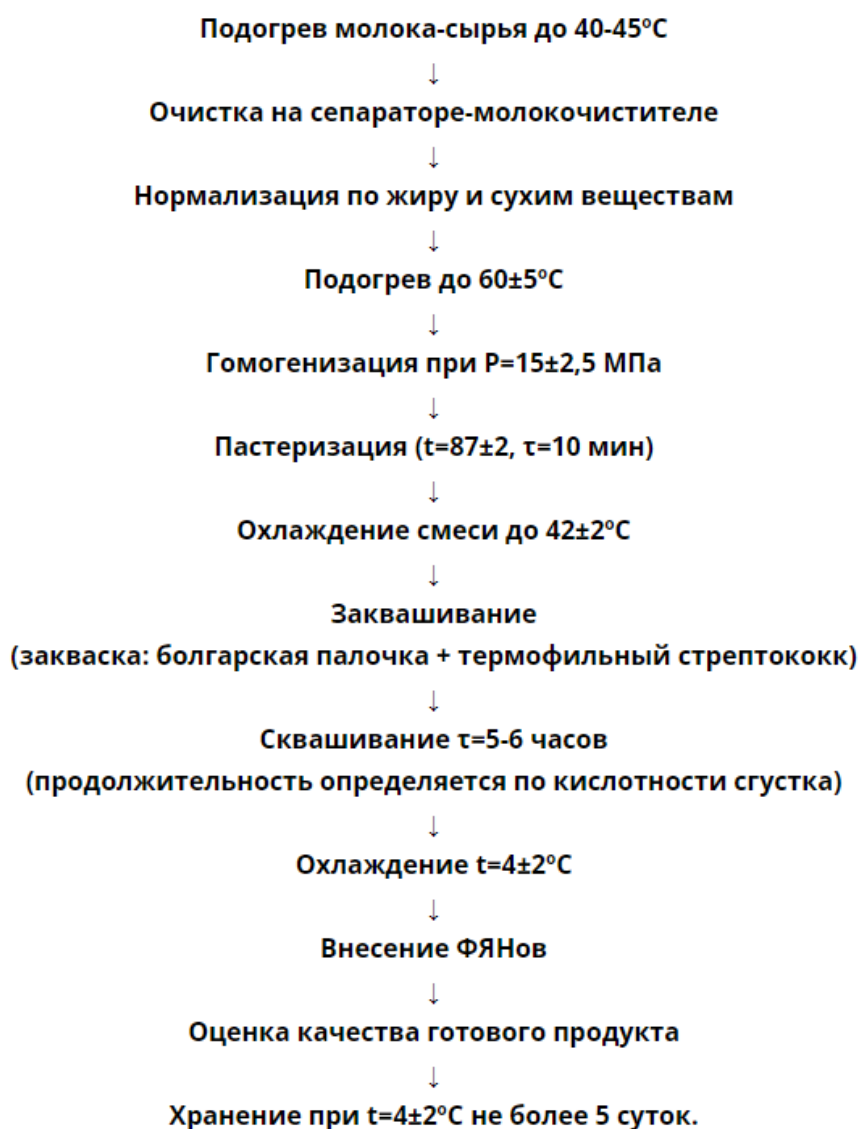 Подогрев молока-сырья до 40-45ºС
↓
Очистка на сепараторе-молокочистителе
↓
Нормализация по жиру и сухим веществам
↓
Подогрев до 60±5ºС
↓
Гомогенизация при Р=15±2,5 МПа
↓
Пастеризация (t=87±2, τ=10 мин)
↓
Охлаждение смеси до 42±2ºС
↓
Заквашивание
(закваска: болгарская палочка + термофильный стрептококк)
↓
Сквашивание τ=5-6 часов
(продолжительность определяется по кислотности сгустка)
↓
Охлаждение t=4±2ºС
↓
Внесение ФЯНов
↓
Оценка качества готового продукта
↓
Хранение при t=4±2ºС не более 5 суток.